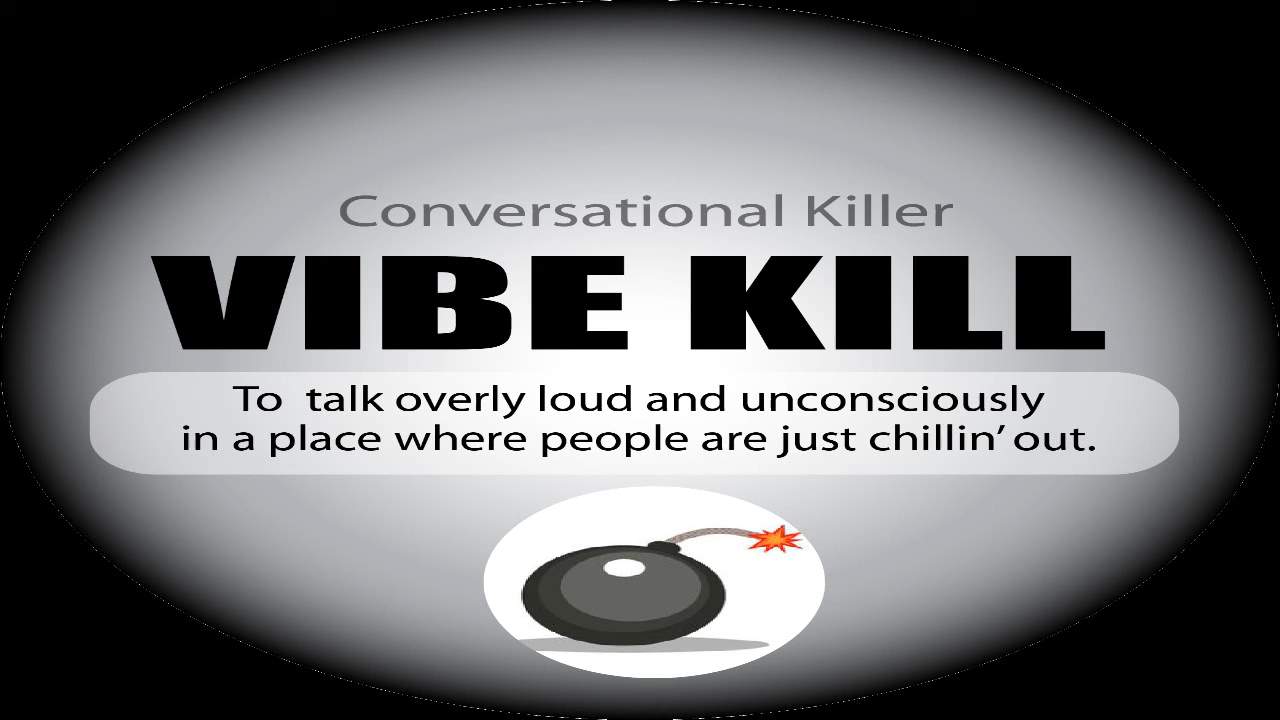 Conversational Killer
VIBE KILL
To talk overly loud and unconsciously
in a place where people are just chillin’ out.